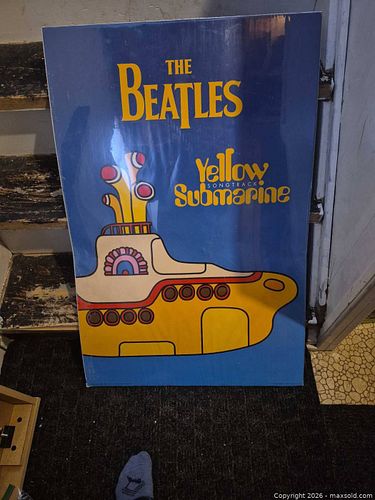 THE
BEATLES
Yellow
SONGTRACK
Submarine
Copyright 2026 - maxsold.com